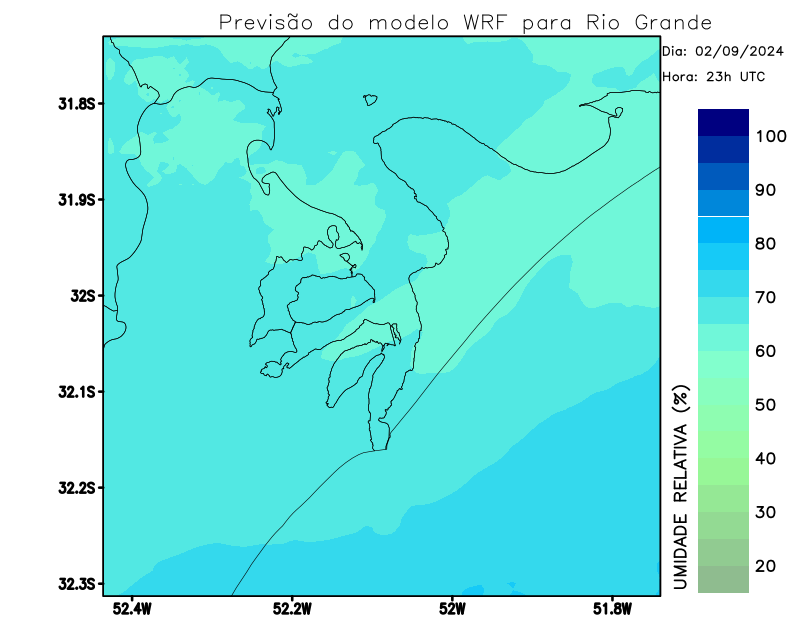 Previsão do modelo WRF para Rio Grande
Dia: 02/09/2024
Hora: 23h UTC
31.8S
31.9S
32S
32.1S
32.2S
32.3S
52.4W
52.2W
52W
51.8W
100
90
80
70
60
50
40
30
20
UMIDADE RELATIVA (%)